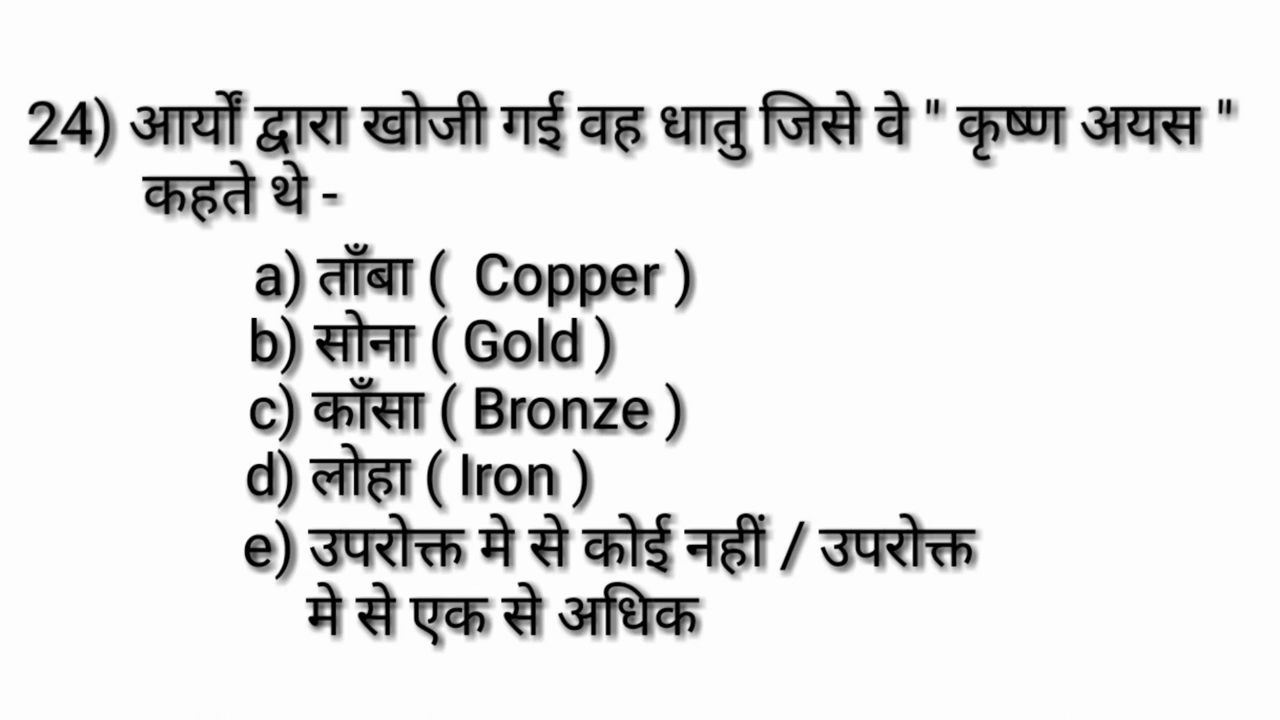 24) आर्यों द्वारा खोजी गई वह धातु जिसे वे " कृष्ण अयस "
कहते थे -
a) ताँबा ( Copper )
b) सोना ( Gold )
c) काँसा ( Bronze )
d) लोहा ( Iron )
e) उपरोक्त मे से कोई नहीं / उपरोक्त
मे से एक से अधिक